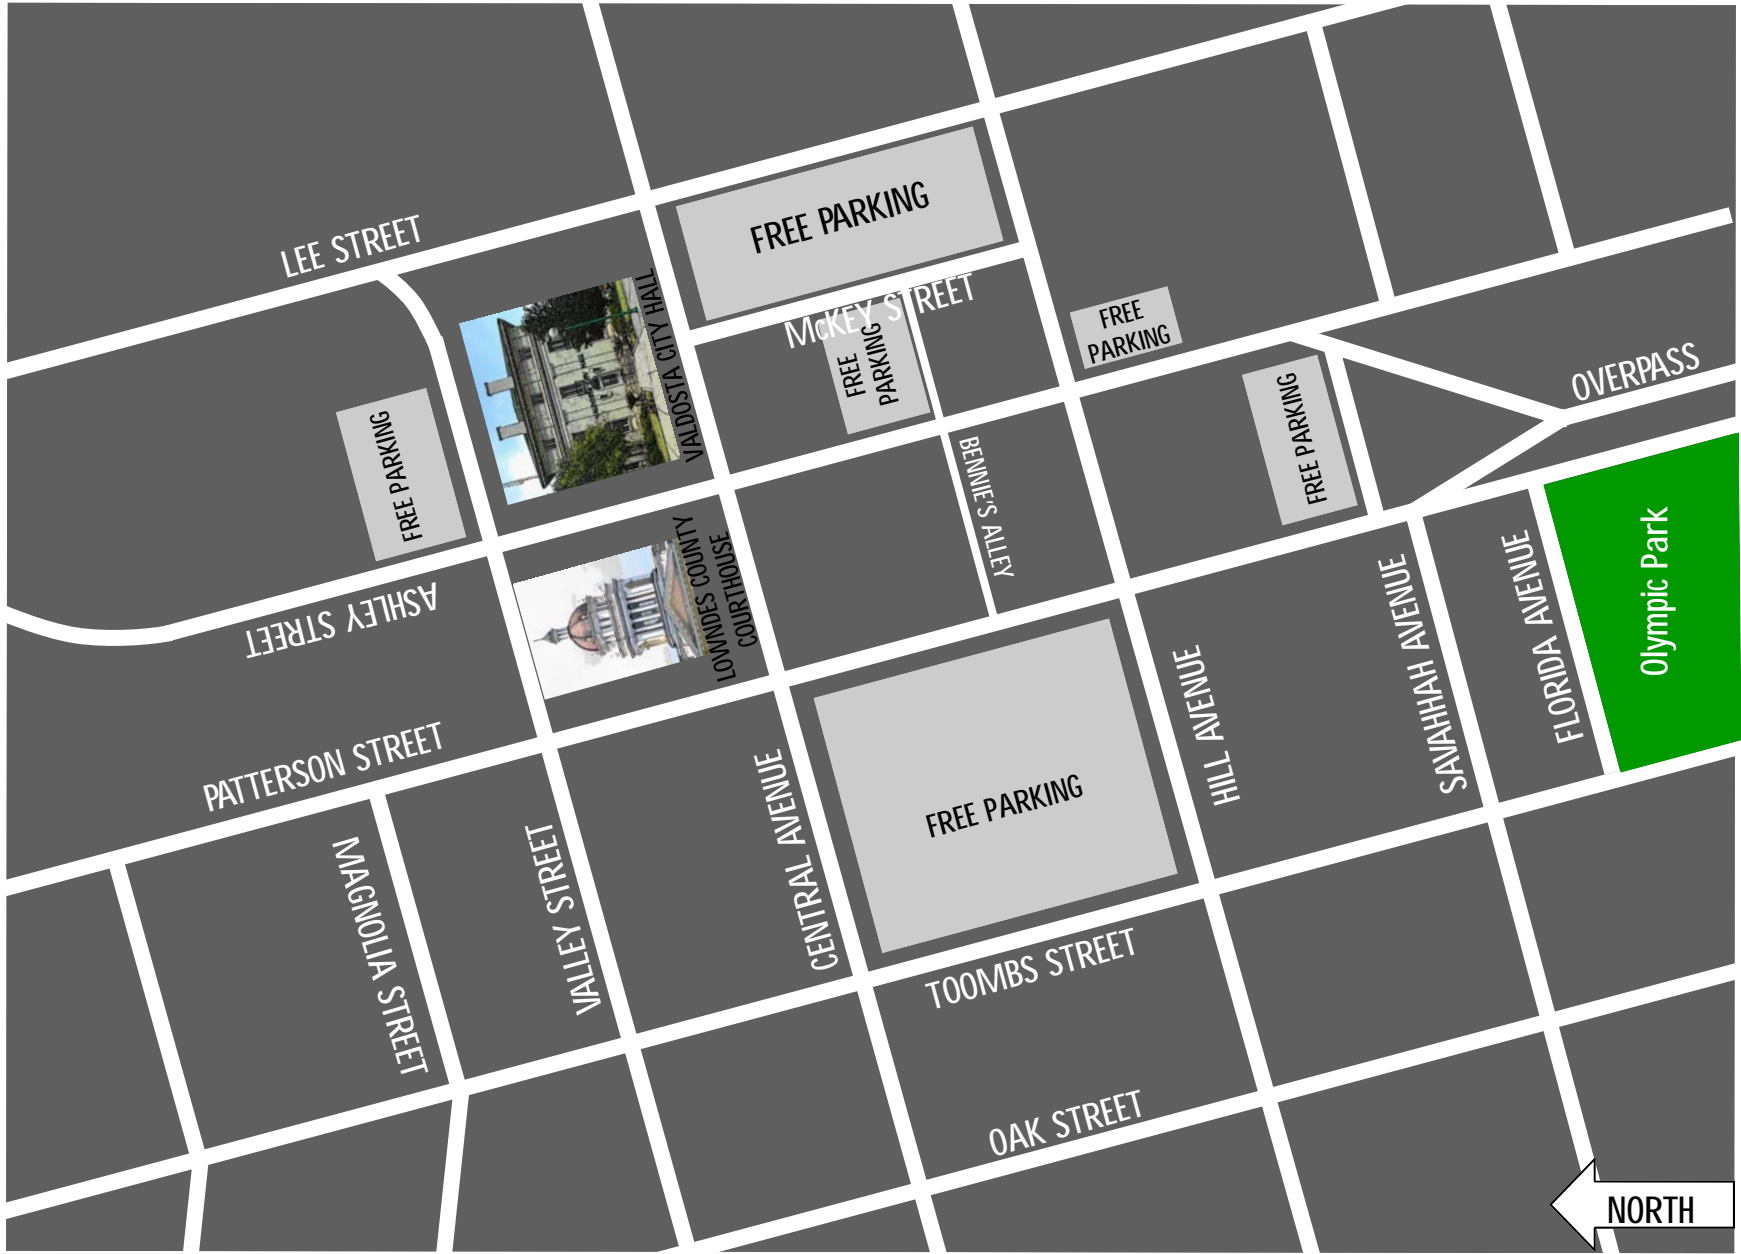 LEE STREET
FREE PARKING
VALDOSTA CITY HALL
McKEY STREET
FREE
PARKING
FREE
PARKING
OVERPASS
FREE PARKING
FREE PARKING
BENNIE'S ALLEY
ASHLEY STREET
LOWNDES COUNTY
COURTHOUSE
Olympic Park
FLORIDA AVENUE
SAVAHHAH AVENUE
HILL AVENUE
PATTERSON STREET
FREE PARKING
CENTRAL AVENUE
VALLEY STREET
MAGNOLIA STREET
TOOMBS STREET
OAK STREET
NORTH